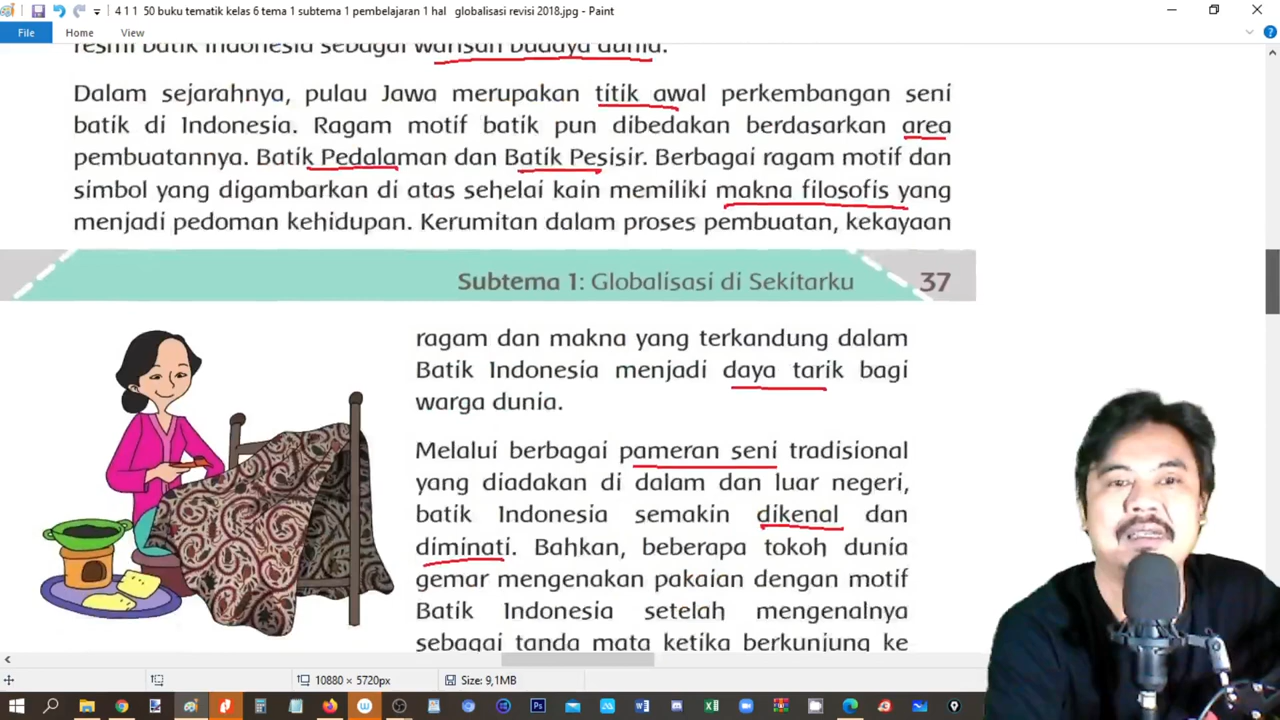 4 1 1 50 buku tematik kelas 6 tema 1 subtema 1 pembelajaran 1 hal globalisasi revisi 2018.jpg - Paint
File Home View
resmi batik Indonesia sebagai warisan budaya dunia.
Dalam sejarahnya, pulau Jawa merupakan titik awal perkembangan seni
batik di Indonesia. Ragam motif batik pun dibedakan berdasarkan area
pembuatannya. Batik Pedalaman dan Batik Pesisir. Berbagai ragam motif dan
simbol yang digambarkan di atas sehelai kain memiliki makna filosofis yang
menjadi pedoman kehidupan. Kerumitan dalam proses pembuatan, kekayaan
Subtema 1: Globalisasi di Sekitarku 37
ragam dan makna yang terkandung dalam
Batik Indonesia menjadi daya tarik bagi
warga dunia.
Melalui berbagai pameran seni tradisional
yang diadakan di dalam dan luar negeri,
batik Indonesia semakin dikenal dan
diminati. Bahkan, beberapa tokoh dunia
gemar mengenakan pakaian dengan motif
Batik Indonesia setelah mengenalnya
sebagai tanda mata ketika berkunjung ke
10880 × 5720px Size: 9,1MB